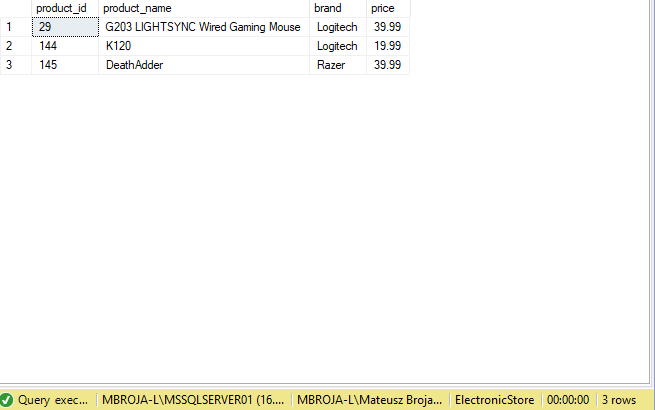 product_id product_name brand price
1 29 G203 LIGHTSYNC Wired Gaming Mouse Logitech 39.99
2 144 K120 Logitech 19.99
3 145 DeathAdder Razer 39.99
Query exec... MBROJA-L\MSSQLSERVER01 (16.... MBROJA-L\Mateusz Broja... ElectronicStore 00:00:00 3 rows